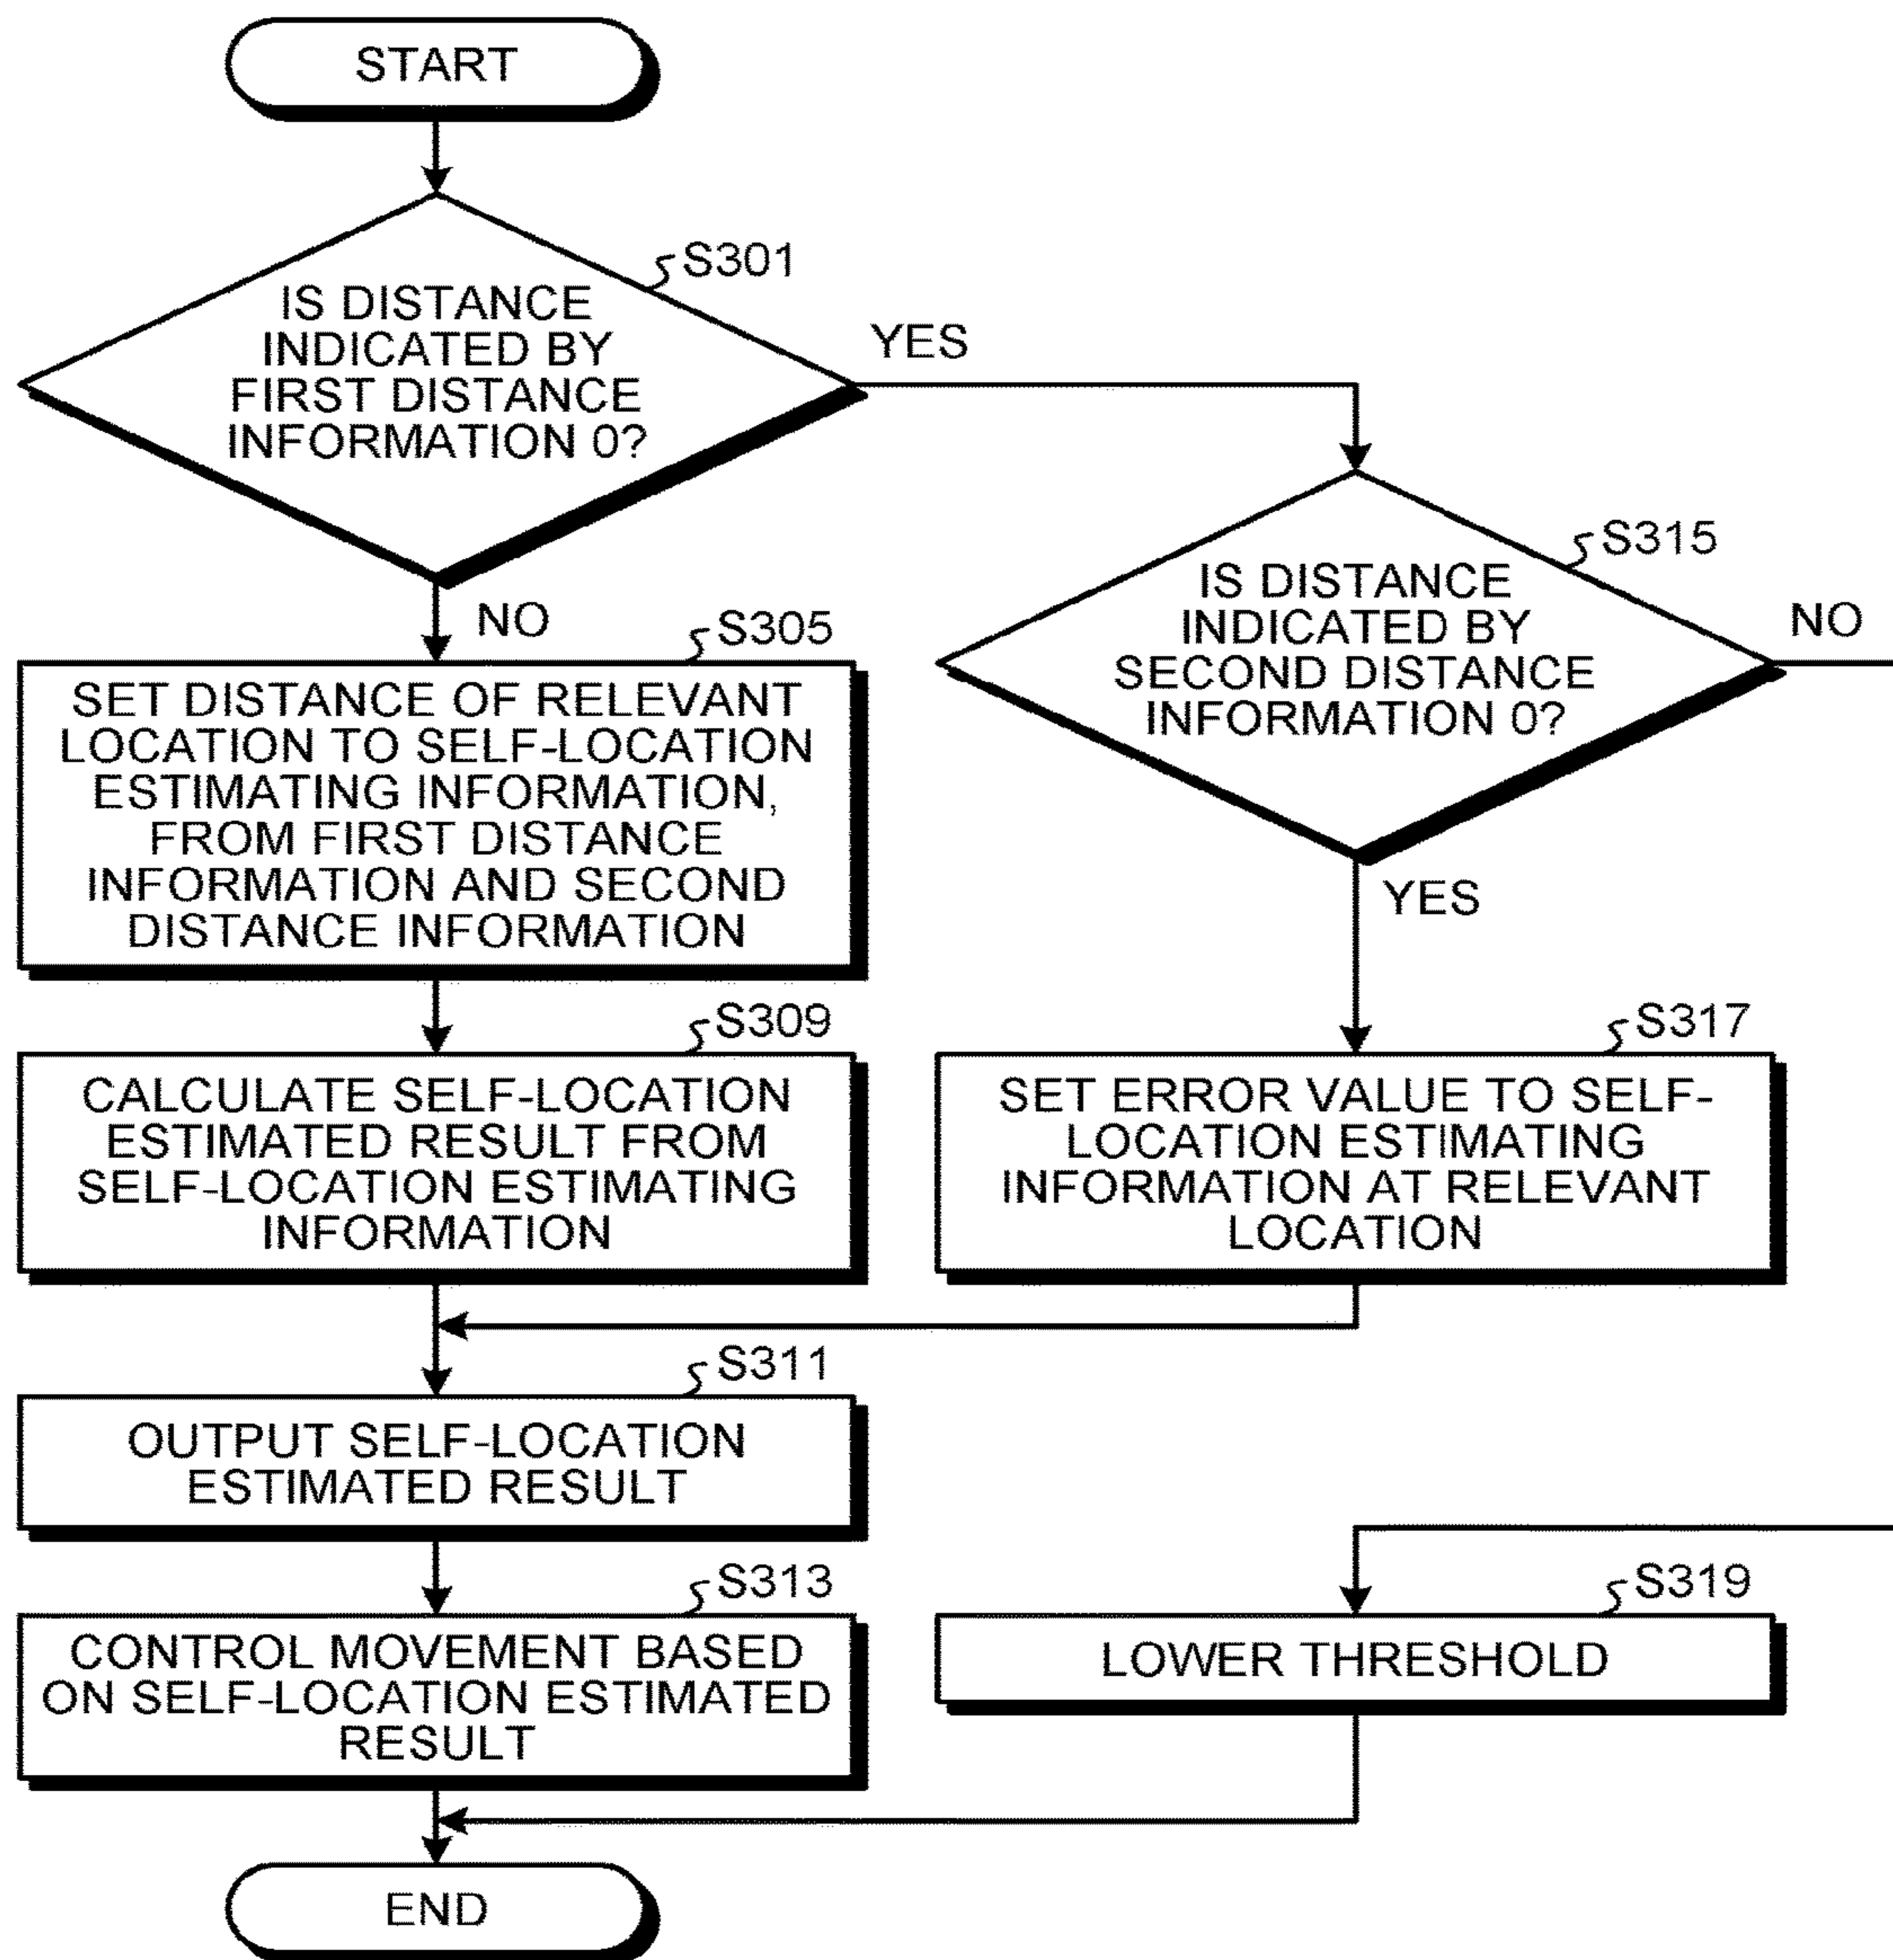 START
S301
IS DISTANCE
INDICATED BY
FIRST DISTANCE
INFORMATION 0?
YES
NO
S315
IS DISTANCE
INDICATED BY
SECOND DISTANCE
INFORMATION 0?
NO
YES
S305
SET DISTANCE OF RELEVANT
LOCATION TO SELF-LOCATION
ESTIMATING INFORMATION,
FROM FIRST DISTANCE
INFORMATION AND SECOND
DISTANCE INFORMATION
S309
CALCULATE SELF-LOCATION
ESTIMATED RESULT FROM
SELF-LOCATION ESTIMATING
INFORMATION
S317
SET ERROR VALUE TO SELF-
LOCATION ESTIMATING
INFORMATION AT RELEVANT
LOCATION
S311
OUTPUT SELF-LOCATION
ESTIMATED RESULT
S313
CONTROL MOVEMENT BASED
ON SELF-LOCATION ESTIMATED
RESULT
S319
LOWER THRESHOLD
END